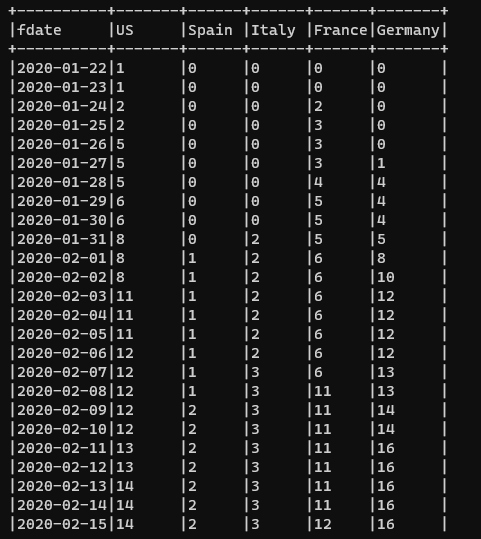 +----------+-------+------+------+------+-------+
|fdate     |US     |Spain |Italy |France|Germany|
+----------+-------+------+------+------+-------+
|2020-01-22|1      |0     |0     |0     |0      |
|2020-01-23|1      |0     |0     |0     |0      |
|2020-01-24|2      |0     |0     |2     |0      |
|2020-01-25|2      |0     |0     |3     |0      |
|2020-01-26|5      |0     |0     |3     |0      |
|2020-01-27|5      |0     |0     |3     |1      |
|2020-01-28|5      |0     |0     |4     |4      |
|2020-01-29|6      |0     |0     |5     |4      |
|2020-01-30|6      |0     |0     |5     |4      |
|2020-01-31|8      |0     |2     |5     |5      |
|2020-02-01|8      |1     |2     |6     |8      |
|2020-02-02|8      |1     |2     |6     |10     |
|2020-02-03|11     |1     |2     |6     |12     |
|2020-02-04|11     |1     |2     |6     |12     |
|2020-02-05|11     |1     |2     |6     |12     |
|2020-02-06|12     |1     |2     |6     |12     |
|2020-02-07|12     |1     |3     |6     |13     |
|2020-02-08|12     |1     |3     |11    |13     |
|2020-02-09|12     |2     |3     |11    |14     |
|2020-02-10|12     |2     |3     |11    |14     |
|2020-02-11|13     |2     |3     |11    |16     |
|2020-02-12|13     |2     |3     |11    |16     |
|2020-02-13|14     |2     |3     |11    |16     |
|2020-02-14|14     |2     |3     |11    |16     |
|2020-02-15|14     |2     |3     |12    |16     |